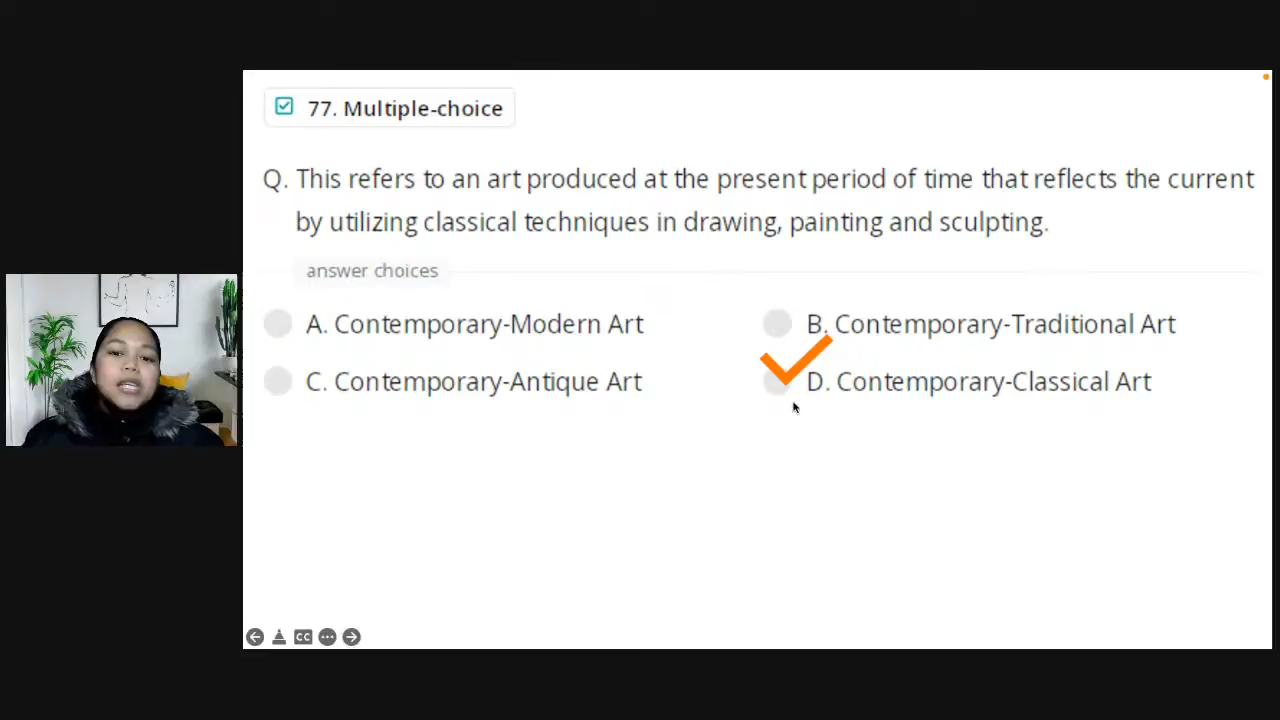 77. Multiple-choice
Q. This refers to an art produced at the present period of time that reflects the current
by utilizing classical techniques in drawing, painting and sculpting.
answer choices
A. Contemporary-Modern Art
B. Contemporary-Traditional Art
C. Contemporary-Antique Art
D. Contemporary-Classical Art
CC